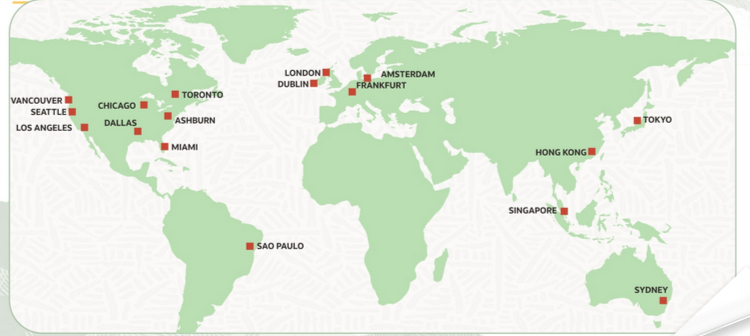 LONDON
AMSTERDAM
DUBLIN
FRANKFURT
VANCOUVER
TORONTO
CHICAGO
SEATTLE
DALLAS
ASHBURN
LOS ANGELES
TOKYO
MIAMI
HONG KONG
SINGAPORE
SAO PAULO
SYDNEY